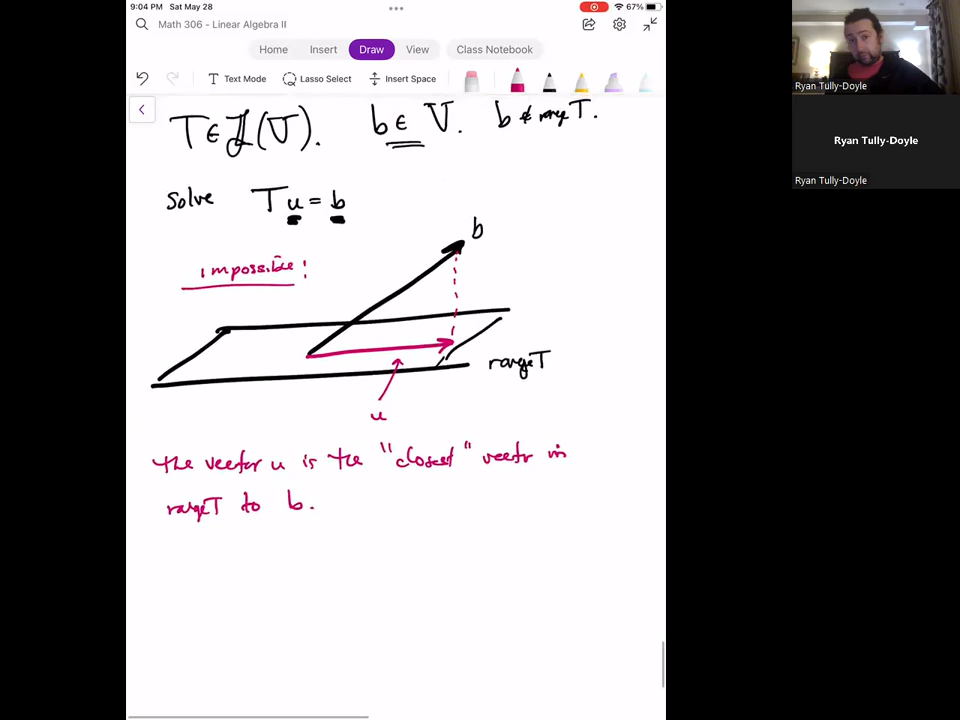 9:04 PM Sat May 28
67%
Math 306 - Linear Algebra II
Home Insert Draw View Class Notebook
Text Mode Lasso Select Insert Space
T ∈ ℒ(V). b ∈ V. b ∉ range T.
Solve Tu = b
b
impossible!
range T
u
the vector u is the "closest" vector in
range T to b.
Ryan Tully-Doyle
Ryan Tully-Doyle
Ryan Tully-Doyle